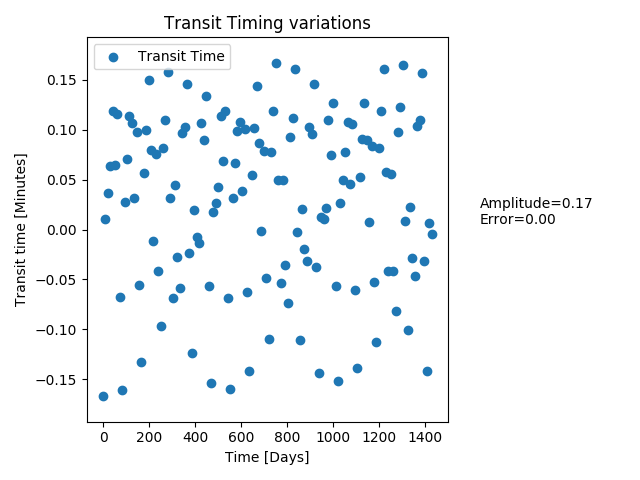 Transit Timing variations
Transit Time
Transit time [Minutes]
0.15
0.10
0.05
0.00
−0.05
−0.10
−0.15
0 200 400 600 800 1000 1200 1400
Time [Days]
Amplitude=0.17
Error=0.00